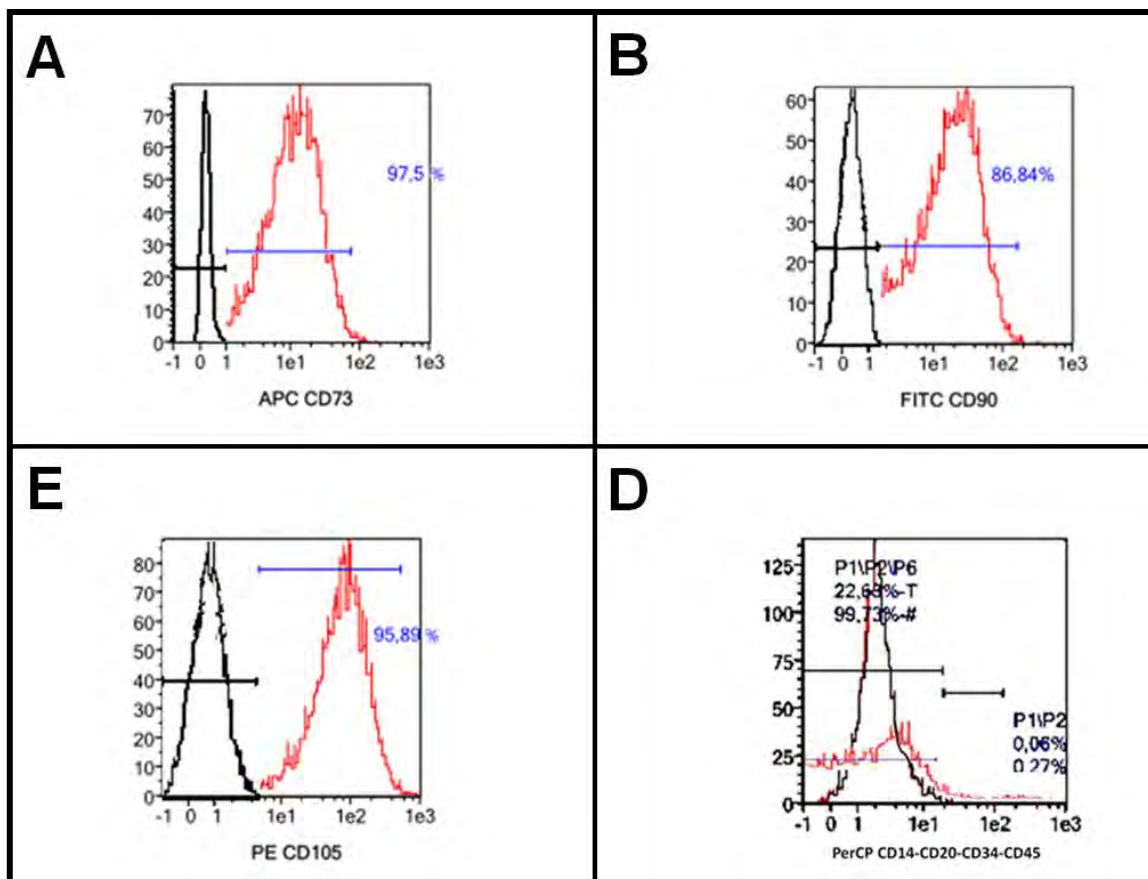 A
70
60
50
40
30
20
10
0
97,5 %
-1 0 1 1e1 1e2 1e3
APC CD73
B
60
50
40
30
20
10
0
86,84%
-1 0 1 1e1 1e2 1e3
FITC CD90
E
80
70
60
50
40
30
20
10
0
95,89 %
-1 0 1 1e1 1e2 1e3
PE CD105
D
125
100
75
50
25
0
P1\P2\P6
22,63%-T
99,73%-#
P1\P2
0,06%
0,27%
-1 0 1 1e1 1e2 1e3
PerCP CD14-CD20-CD34-CD45